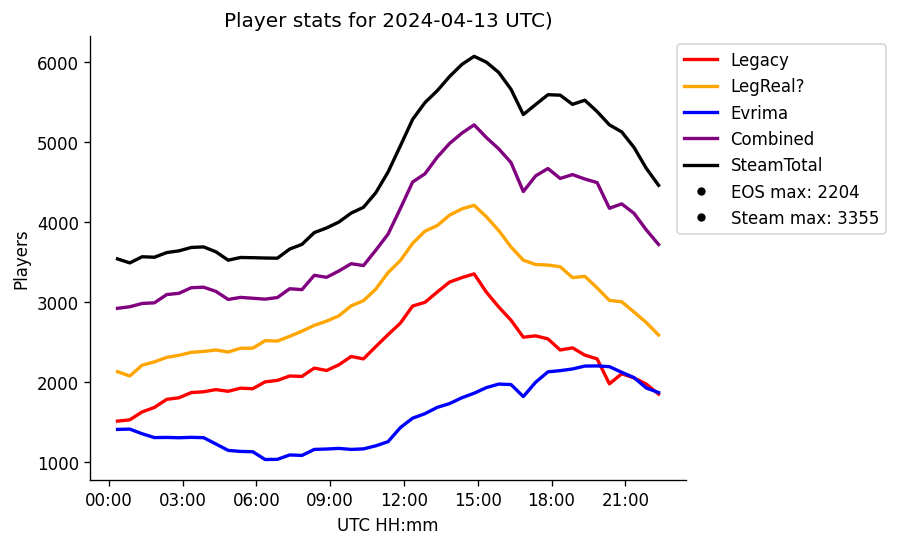 Player stats for 2024-04-13 UTC)
6000
5000
4000
3000
2000
1000
Players
00:00 03:00 06:00 09:00 12:00 15:00 18:00 21:00
UTC HH:mm
Legacy
LegReal?
Evrima
Combined
SteamTotal
EOS max: 2204
Steam max: 3355